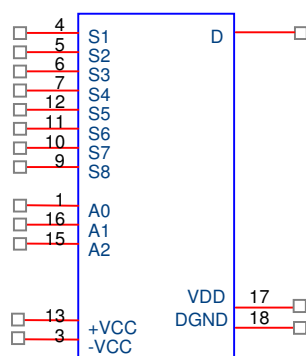 4 S1 D
5 S2
6 S3
7 S4
12 S5
11 S6
10 S7
9 S8
1 A0
16 A1
15 A2
VDD 17
13 +VCC DGND 18
3 -VCC